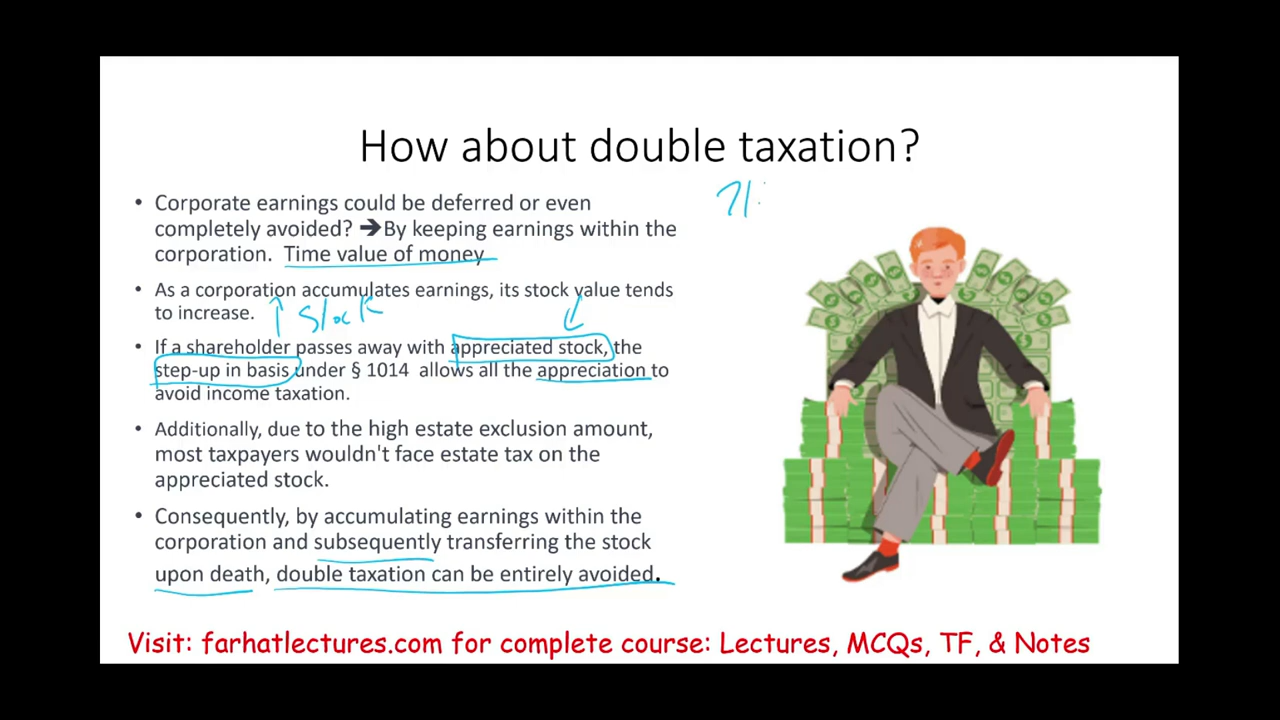 How about double taxation?
• Corporate earnings could be deferred or even
completely avoided? ➔By keeping earnings within the
corporation. Time value of money
• As a corporation accumulates earnings, its stock value tends
to increase.
Stock
• If a shareholder passes away with appreciated stock, the
step-up in basis under § 1014 allows all the appreciation to
avoid income taxation.
• Additionally, due to the high estate exclusion amount,
most taxpayers wouldn't face estate tax on the
appreciated stock.
• Consequently, by accumulating earnings within the
corporation and subsequently transferring the stock
upon death, double taxation can be entirely avoided.
Visit: farhatlectures.com for complete course: Lectures, MCQs, TF, & Notes